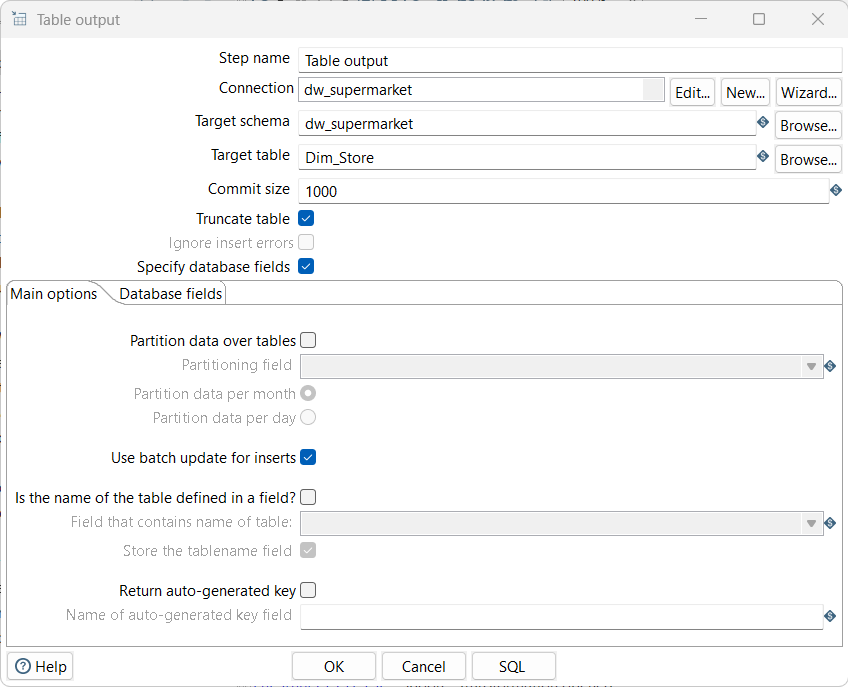 Table output
Step name Table output
Connection dw_supermarket Edit... New... Wizard...
Target schema dw_supermarket Browse...
Target table Dim_Store Browse...
Commit size 1000
Truncate table
Ignore insert errors
Specify database fields
Main options Database fields
Partition data over tables
Partitioning field
Partition data per month
Partition data per day
Use batch update for inserts
Is the name of the table defined in a field?
Field that contains name of table:
Store the tablename field
Return auto-generated key
Name of auto-generated key field
Help OK Cancel SQL